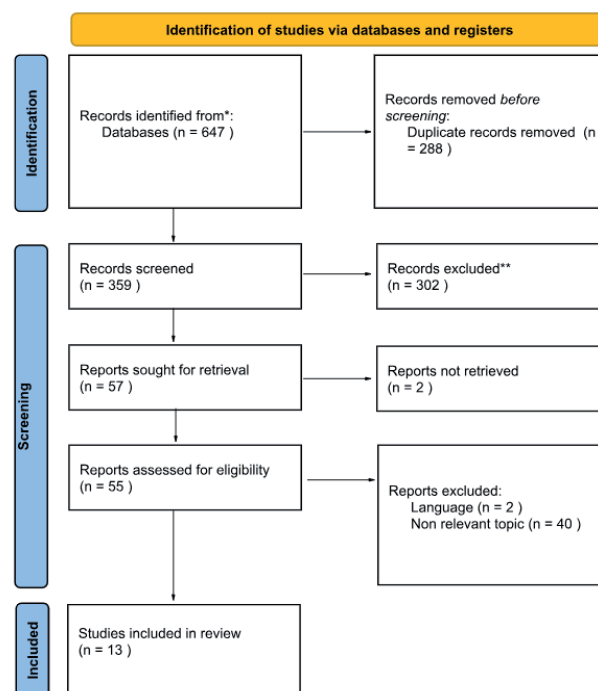 Identification of studies via databases and registers
Identification
Records identified from*:
Databases (n = 647 )
Records removed before
screening:
Duplicate records removed (n
= 288 )
Screening
Records screened
(n = 359 )
Records excluded**
(n = 302 )
Reports sought for retrieval
(n = 57 )
Reports not retrieved
(n = 2 )
Reports assessed for eligibility
(n = 55 )
Reports excluded:
Language (n = 2 )
Non relevant topic (n = 40 )
Included
Studies included in review
(n = 13 )